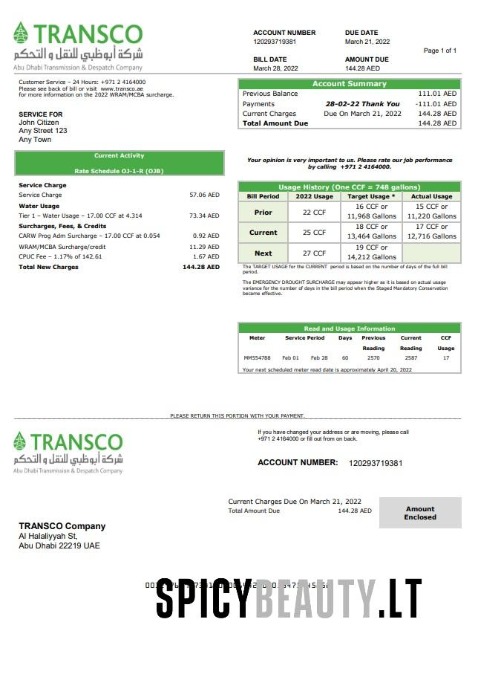 TRANSCO
شركة أبوظبي للنقل و التحكم
Abu Dhabi Transmission & Despatch Company
ACCOUNT NUMBER
120293719381
DUE DATE
March 21, 2022
Page 1 of 1
BILL DATE
March 28, 2022
AMOUNT DUE
144.28 AED
Customer Service – 24 Hours: +971 2 4164000
Please see back of bill or visit www.transco.ae
for more information on the 2022 WRAM/MCBA surcharge.
SERVICE FOR
John Citizen
Any Street 123
Any Town
Account Summary
Previous Balance 111.01 AED
Payments 28-02-22 Thank You -111.01 AED
Current Charges Due On March 21, 2022 144.28 AED
Total Amount Due 144.28 AED
Current Activity
Rate Schedule OJ-1-R (OJB)
Service Charge
Service Charge 57.06 AED
Water Usage
Tier 1 – Water Usage – 17.00 CCF at 4.314 73.34 AED
Surcharges, Fees, & Credits
CARW Prog Adm Surcharge – 17.00 CCF at 0.054 0.92 AED
WRAM/MCBA Surcharge/credit 11.29 AED
CPUC Fee – 1.17% of 142.61 1.67 AED
Total New Charges 144.28 AED
Your opinion is very important to us. Please rate our job performance
by calling +971 2 4164000.
Usage History (One CCF = 748 gallons)
Bill Period 2022 Usage Target Usage * Actual Usage
Prior 22 CCF 16 CCF or 11,968 Gallons 15 CCF or 11,220 Gallons
Current 25 CCF 18 CCF or 13,464 Gallons 17 CCF or 12,716 Gallons
Next 27 CCF 19 CCF or 14,212 Gallons
The TARGET USAGE for the CURRENT period is based on the number of days of the full bill
period.
The EMERGENCY DROUGHT SURCHARGE may appear higher as it is based on actual usage
variance for the number of days in the bill period when the Staged Mandatory Conservation
became effective.
Read and Usage Information
Meter Service Period Days Previous Reading Current Reading CCF Usage
MM554788 Feb 01 Feb 28 60 2570 2587 17
Your next scheduled meter read date is approximately April 20, 2022
PLEASE RETURN THIS PORTION WITH YOUR PAYMENT.
TRANSCO
شركة أبوظبي للنقل و التحكم
Abu Dhabi Transmission & Despatch Company
If you have changed your address or are moving, please call
+971 2 4164000 or fill out from on back.
ACCOUNT NUMBER: 120293719381
Current Charges Due On March 21, 2022
Total Amount Due 144.28 AED
Amount
Enclosed
TRANSCO Company
Al Halaliyyah St,
Abu Dhabi 22219 UAE
SPICYBEAUTY.LT